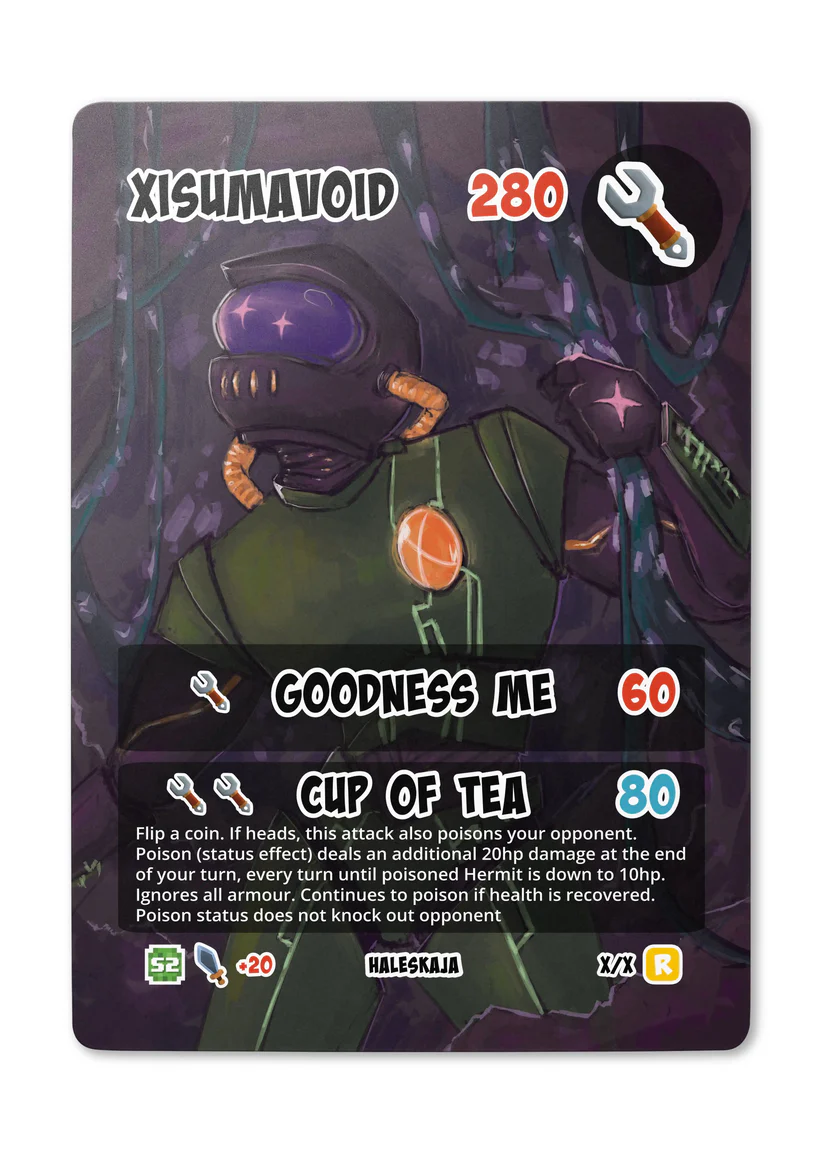 XISUMAVOID 280
GOODNESS ME 60
CUP OF TEA 80
Flip a coin. If heads, this attack also poisons your opponent.
Poison (status effect) deals an additional 20hp damage at the end
of your turn, every turn until poisoned Hermit is down to 10hp.
Ignores all armour. Continues to poison if health is recovered.
Poison status does not knock out opponent
S2 +20 HALESKAJA X/X R